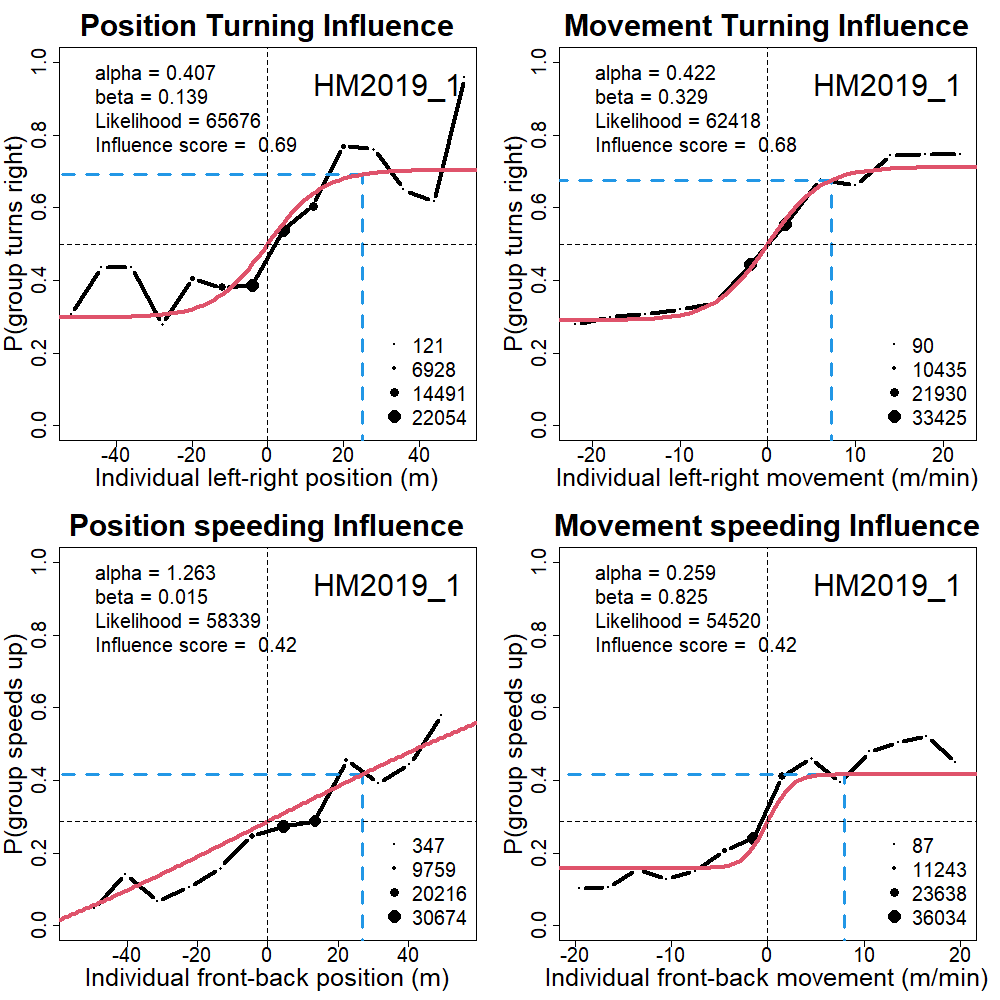 Position Turning Influence
alpha = 0.407
beta = 0.139
Likelihood = 65676
Influence score = 0.69
HM2019_1
P(group turns right)
0.0
0.2
0.4
0.6
0.8
1.0
121
6928
14491
22054
-40
-20
0
20
40
Individual left-right position (m)
Movement Turning Influence
alpha = 0.422
beta = 0.329
Likelihood = 62418
Influence score = 0.68
HM2019_1
P(group turns right)
0.0
0.2
0.4
0.6
0.8
1.0
90
10435
21930
33425
-20
-10
0
10
20
Individual left-right movement (m/min)
Position speeding Influence
alpha = 1.263
beta = 0.015
Likelihood = 58339
Influence score = 0.42
HM2019_1
P(group speeds up)
0.0
0.2
0.4
0.6
0.8
1.0
347
9759
20216
30674
-40
-20
0
20
40
Individual front-back position (m)
Movement speeding Influence
alpha = 0.259
beta = 0.825
Likelihood = 54520
Influence score = 0.42
HM2019_1
P(group speeds up)
0.0
0.2
0.4
0.6
0.8
1.0
87
11243
23638
36034
-20
-10
0
10
20
Individual front-back movement (m/min)